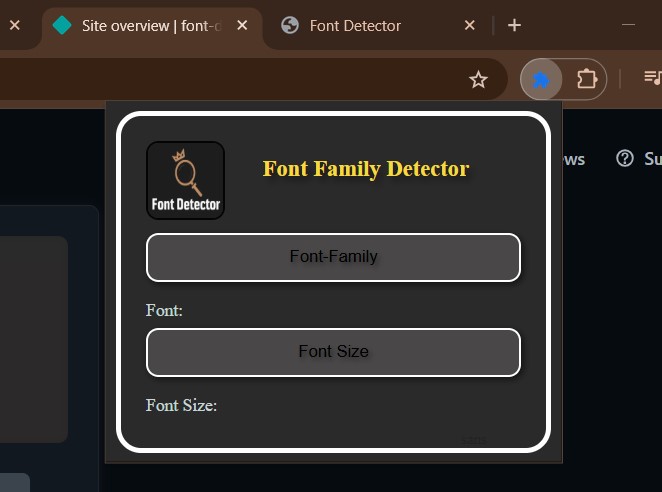 Site overview | font-d
Font Detector
ws
Su
Font Detector
Font Family Detector
Font-Family
Font:
Font Size
Font Size: